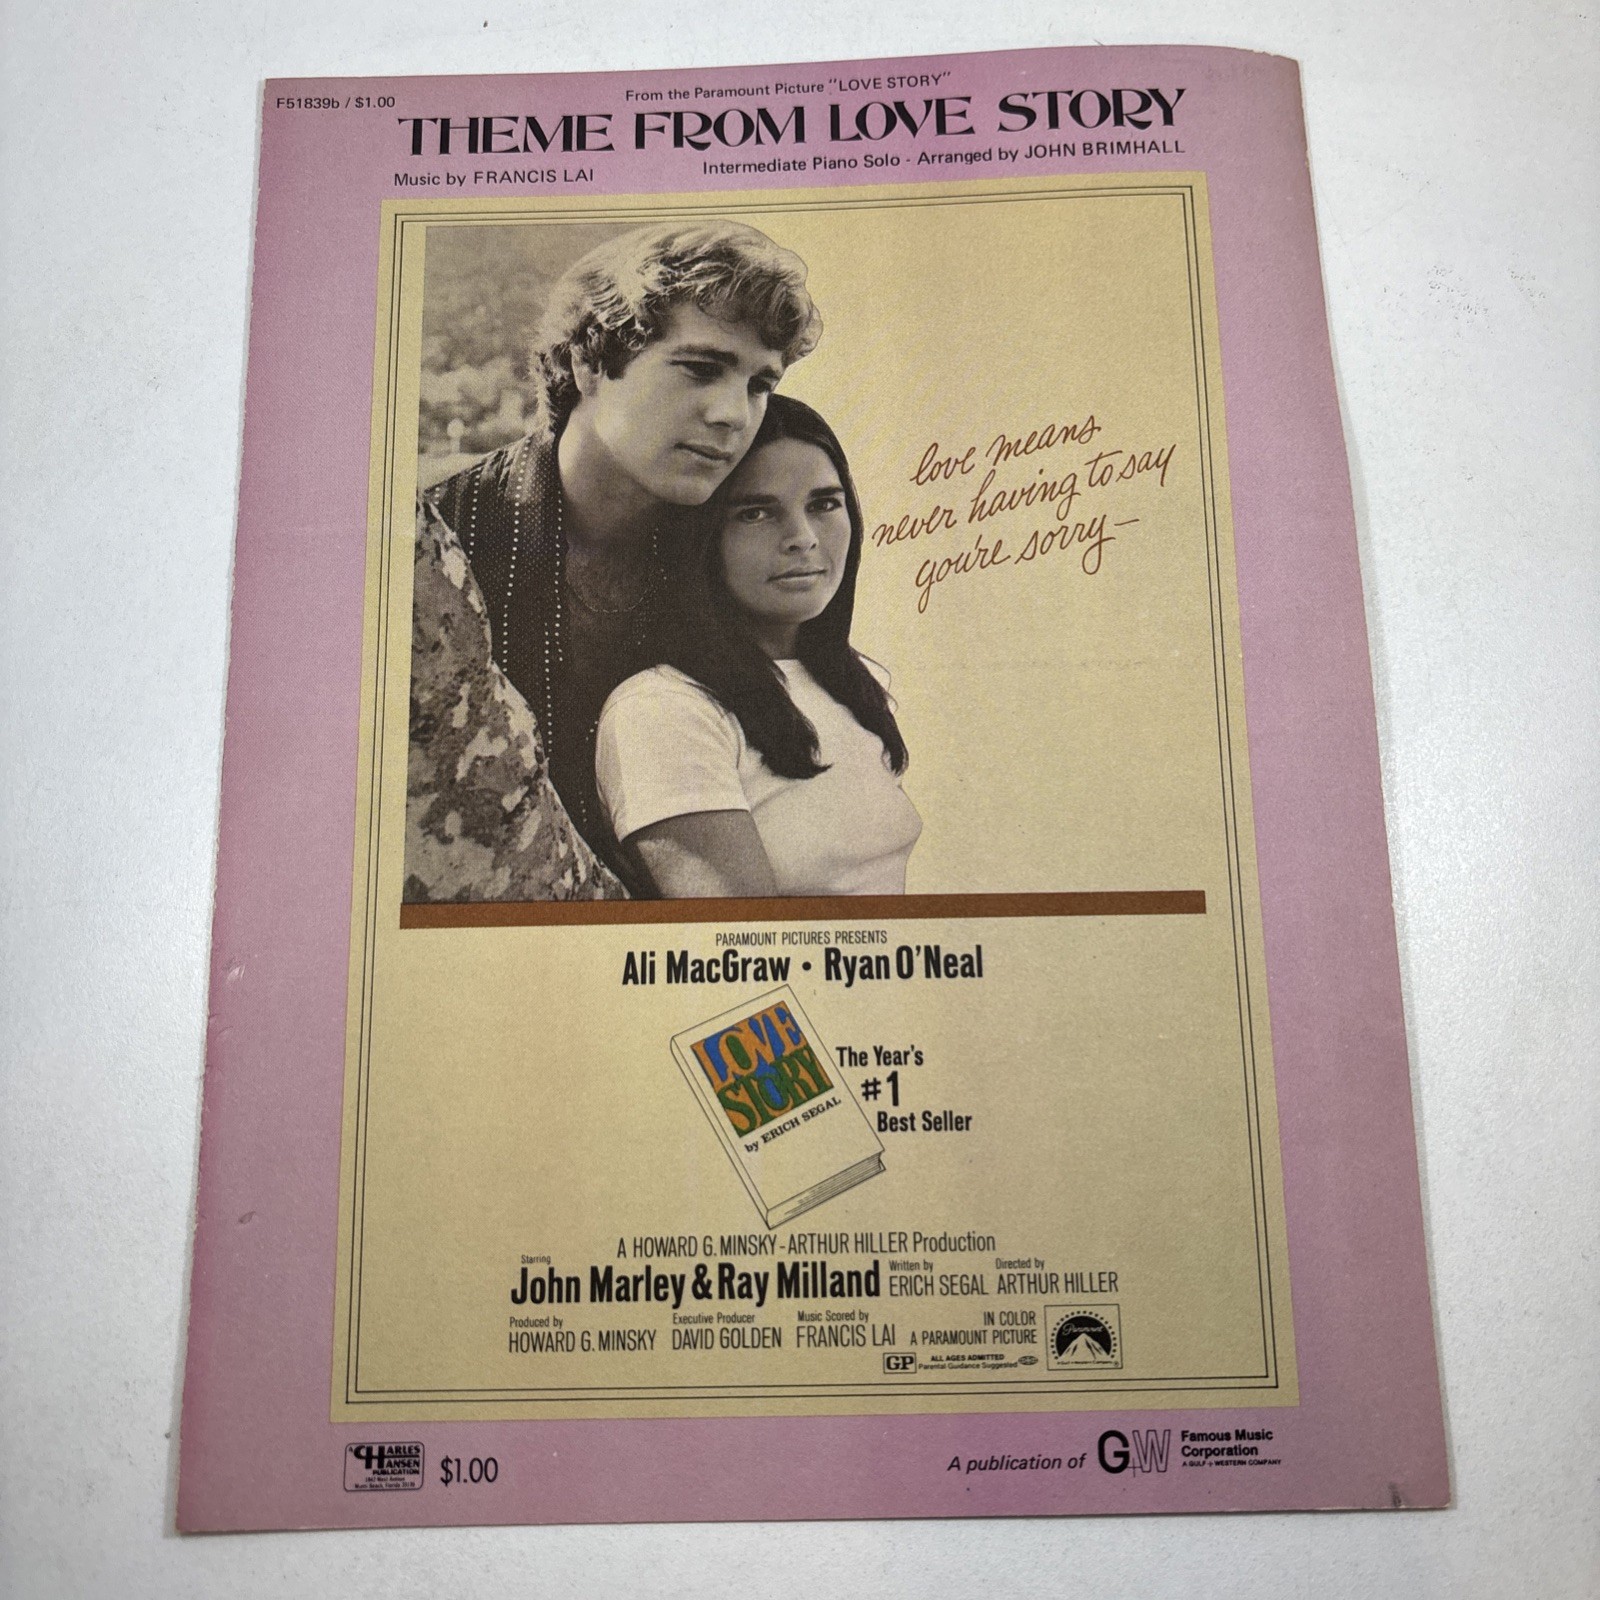 F51839b / $1.00
From the Paramount Picture "LOVE STORY"
THEME FROM LOVE STORY
Music by FRANCIS LAI
Intermediate Piano Solo - Arranged by JOHN BRIMHALL
love means
never having to say
you're sorry—
PARAMOUNT PICTURES PRESENTS
Ali MacGraw • Ryan O'Neal
LOVE
STORY
by ERICH SEGAL
The Year's
#1
Best Seller
A HOWARD G. MINSKY - ARTHUR HILLER Production
Starring
John Marley & Ray Milland
Written by
ERICH SEGAL
Directed by
ARTHUR HILLER
Produced by
HOWARD G. MINSKY
Executive Producer
DAVID GOLDEN
Music Scored by
FRANCIS LAI
IN COLOR
A PARAMOUNT PICTURE
Paramount
GP
ALL AGES ADMITTED
Parental Guidance Suggested
A CHARLES
HANSEN
PUBLICATION
$1.00
A publication of
G+W
Famous Music
Corporation
A GULF + WESTERN COMPANY